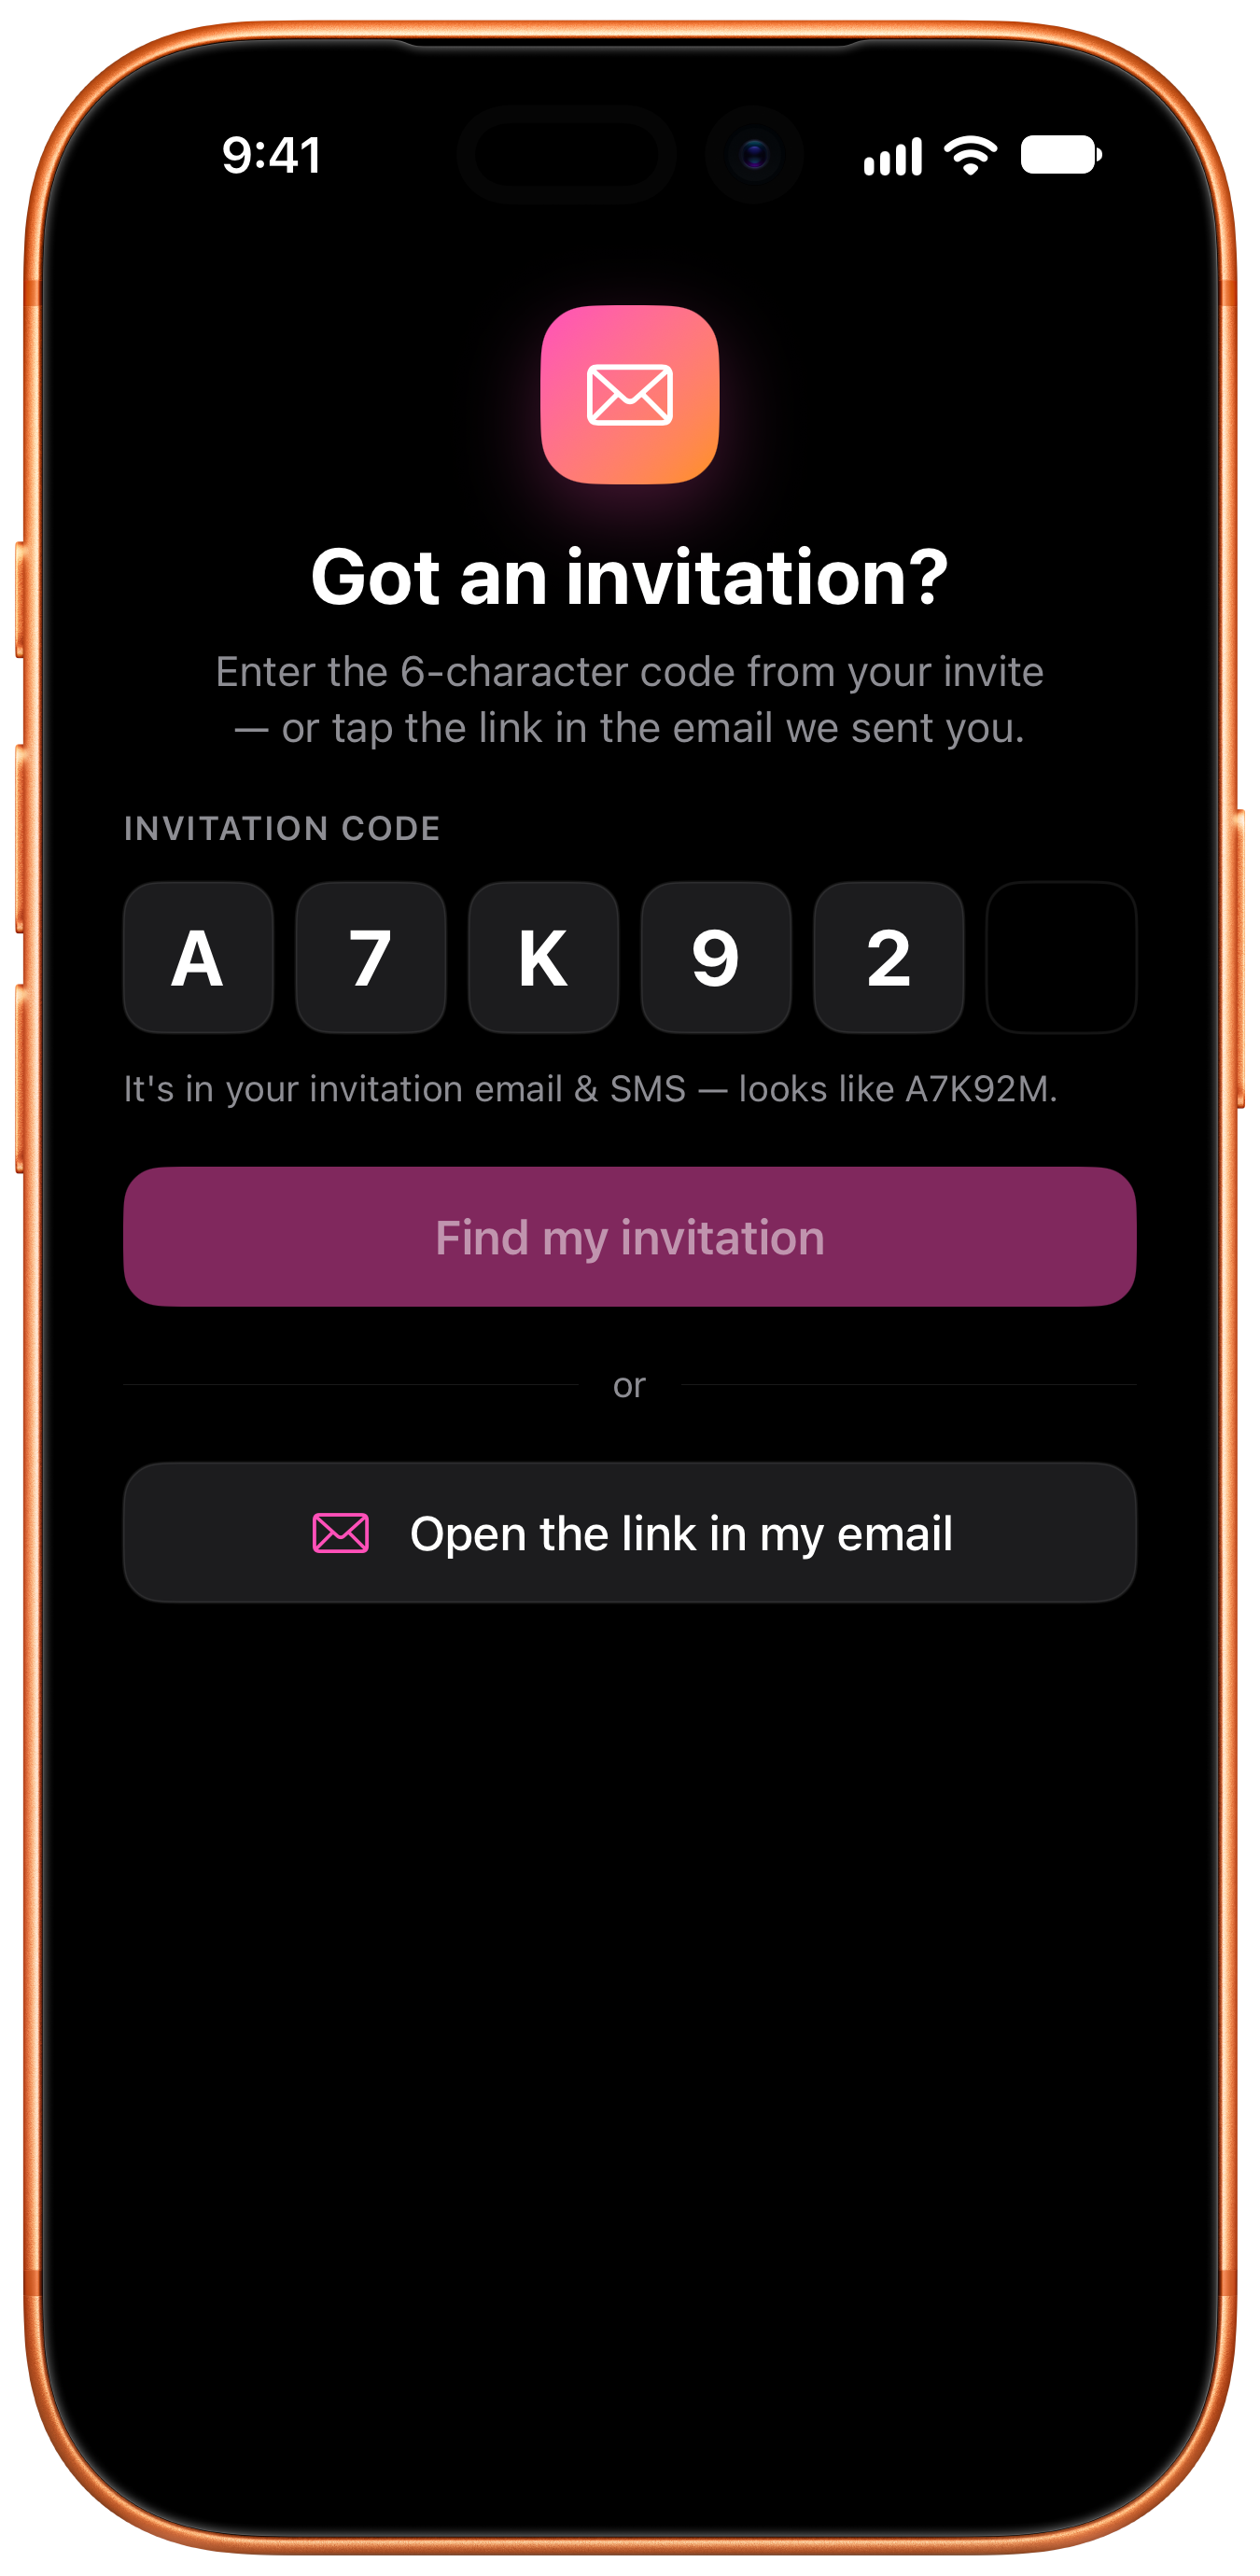 9:41
Got an invitation?
Enter the 6-character code from your invite
— or tap the link in the email we sent you.
INVITATION CODE
A 7 K 9 2
It's in your invitation email & SMS — looks like A7K92M.
Find my invitation
or
Open the link in my email